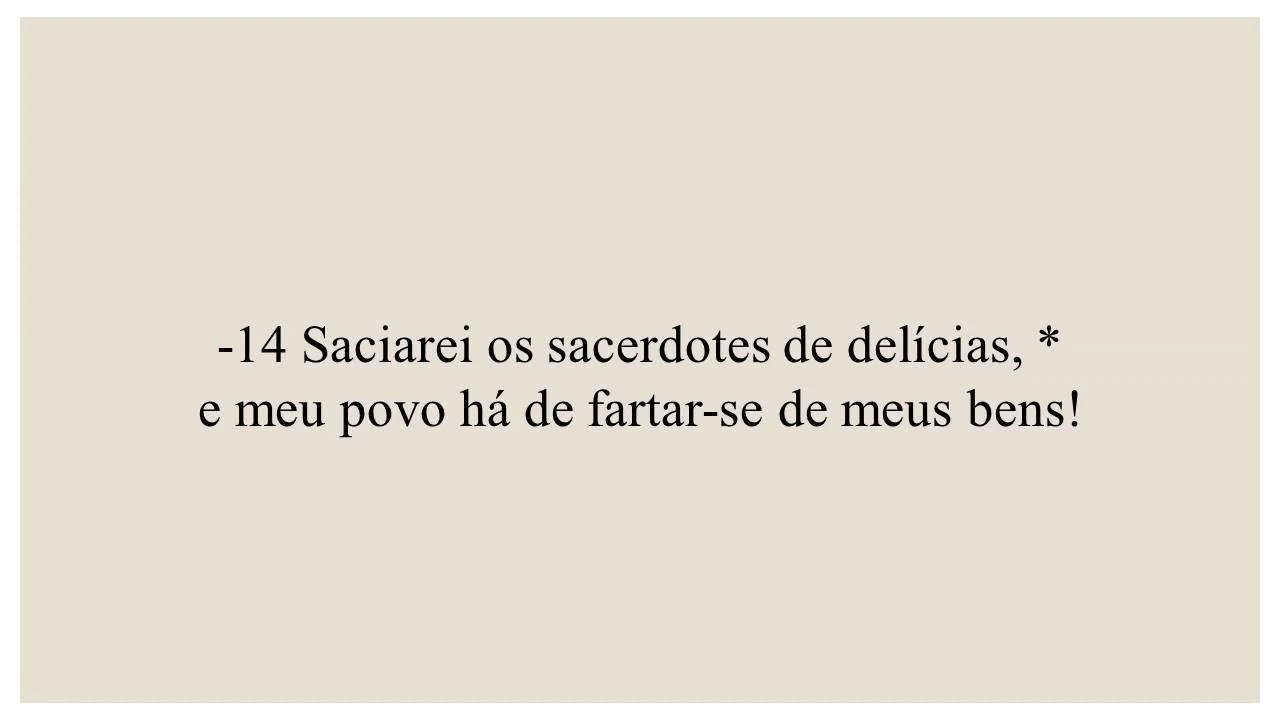 -14 Saciarei os sacerdotes de delícias, *
e meu povo há de fartar-se de meus bens!